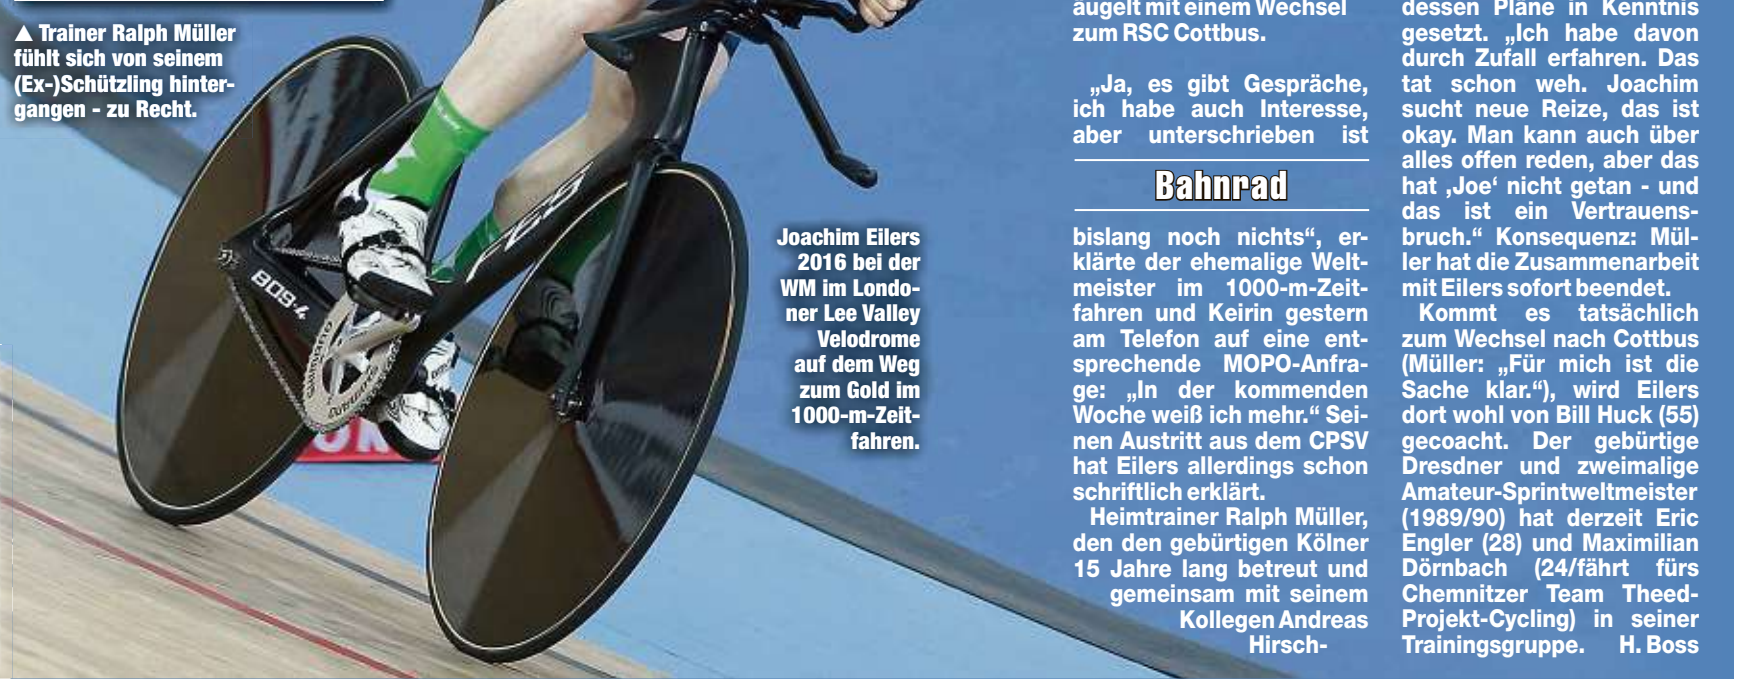 ▲ Trainer Ralph Müller
fühlt sich von seinem
(Ex-)Schützling hinter-
gangen - zu Recht.
BOS-4
Joachim Eilers
2016 bei der
WM im Londo-
ner Lee Valley
Velodrome
auf dem Weg
zum Gold im
1000-m-Zeit-
fahren.
äugelt mit einem Wechsel
zum RSC Cottbus.
„Ja, es gibt Gespräche,
ich habe auch Interesse,
aber unterschrieben ist
Bahnrad
bislang noch nichts“, er-
klärte der ehemalige Welt-
meister im 1000-m-Zeit-
fahren und Keirin gestern
am Telefon auf eine ent-
sprechende MOPO-Anfra-
ge: „In der kommenden
Woche weiß ich mehr.“ Sei-
nen Austritt aus dem CPSV
hat Eilers allerdings schon
schriftlich erklärt.
Heimtrainer Ralph Müller,
den den gebürtigen Kölner
15 Jahre lang betreut und
gemeinsam mit seinem
Kollegen Andreas
Hirsch-
dessen Pläne in Kenntnis
gesetzt. „Ich habe davon
durch Zufall erfahren. Das
tat schon weh. Joachim
sucht neue Reize, das ist
okay. Man kann auch über
alles offen reden, aber das
hat ‚Joe‘ nicht getan - und
das ist ein Vertrauens-
bruch.“ Konsequenz: Mül-
ler hat die Zusammenarbeit
mit Eilers sofort beendet.
Kommt es tatsächlich
zum Wechsel nach Cottbus
(Müller: „Für mich ist die
Sache klar.“), wird Eilers
dort wohl von Bill Huck (55)
gecoacht. Der gebürtige
Dresdner und zweimalige
Amateur-Sprintweltmeister
(1989/90) hat derzeit Eric
Engler (28) und Maximilian
Dörnbach (24/fährt fürs
Chemnitzer Team Theed-
Projekt-Cycling) in seiner
Trainingsgruppe. H. Boss